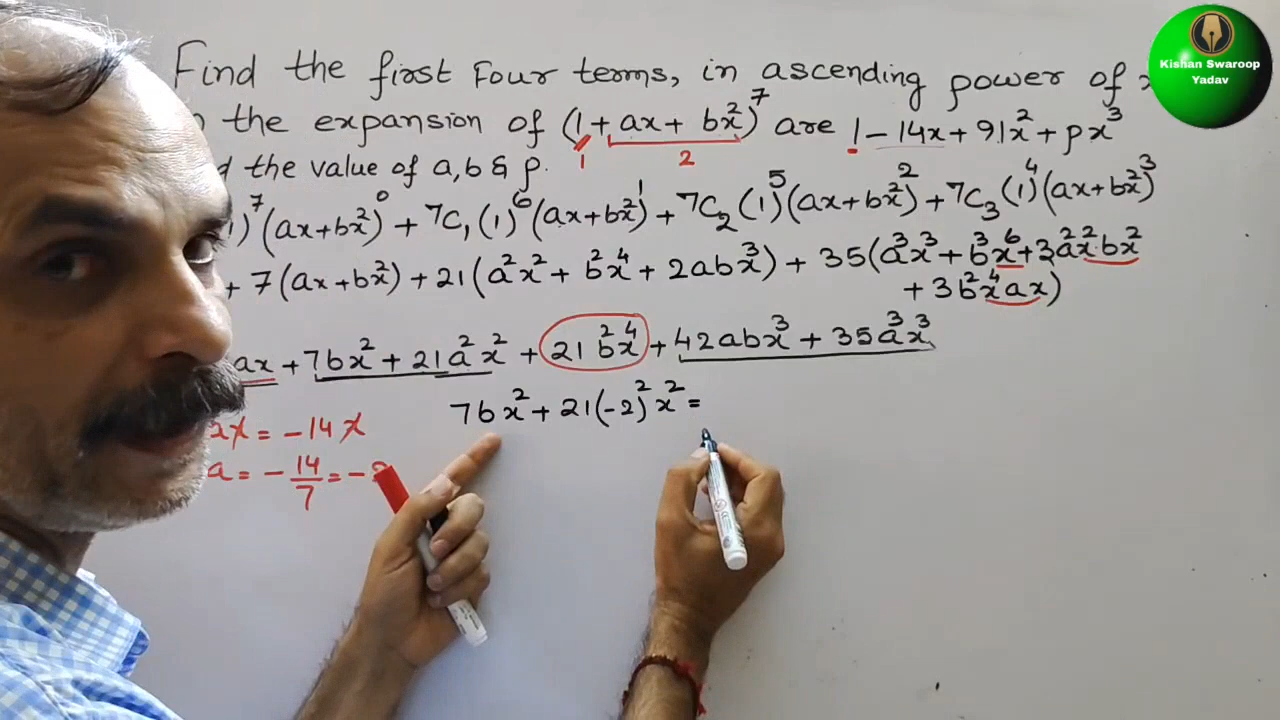 Kishan Swaroop
Yadav
Find the first Four terms, in ascending power of
the expansion of (1 + ax + bx²)⁷ are 1 - 14x + 91x² + px³
1 2
the value of a, b & p.
)⁷ (ax+bx²)⁰ + 7C₁ (1)⁶ (ax+bx²)¹ + 7C₂ (1)⁵ (ax+bx²)² + 7C₃ (1)⁴ (ax+bx²)³
+ 7(ax+bx²) + 21(a²x² + b²x⁴ + 2abx³) + 35(a³x³ + b³x⁶ + 3a²x²bx²
+ 3b²x⁴ax)
ax + 7bx² + 21a²x² + 21b²x⁴ + 42abx³ + 35a³x³
7bx² + 21(-2)²x² =
x = -14x
a = -14/7 = -